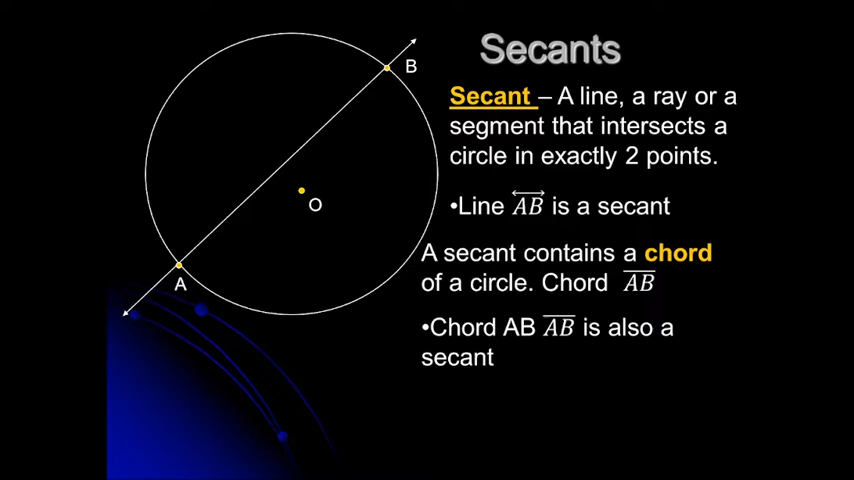 Secants
B
Secant – A line, a ray or a
segment that intersects a
circle in exactly 2 points.
O
•Line AB is a secant
A secant contains a chord
of a circle. Chord AB
A
•Chord AB AB is also a
secant